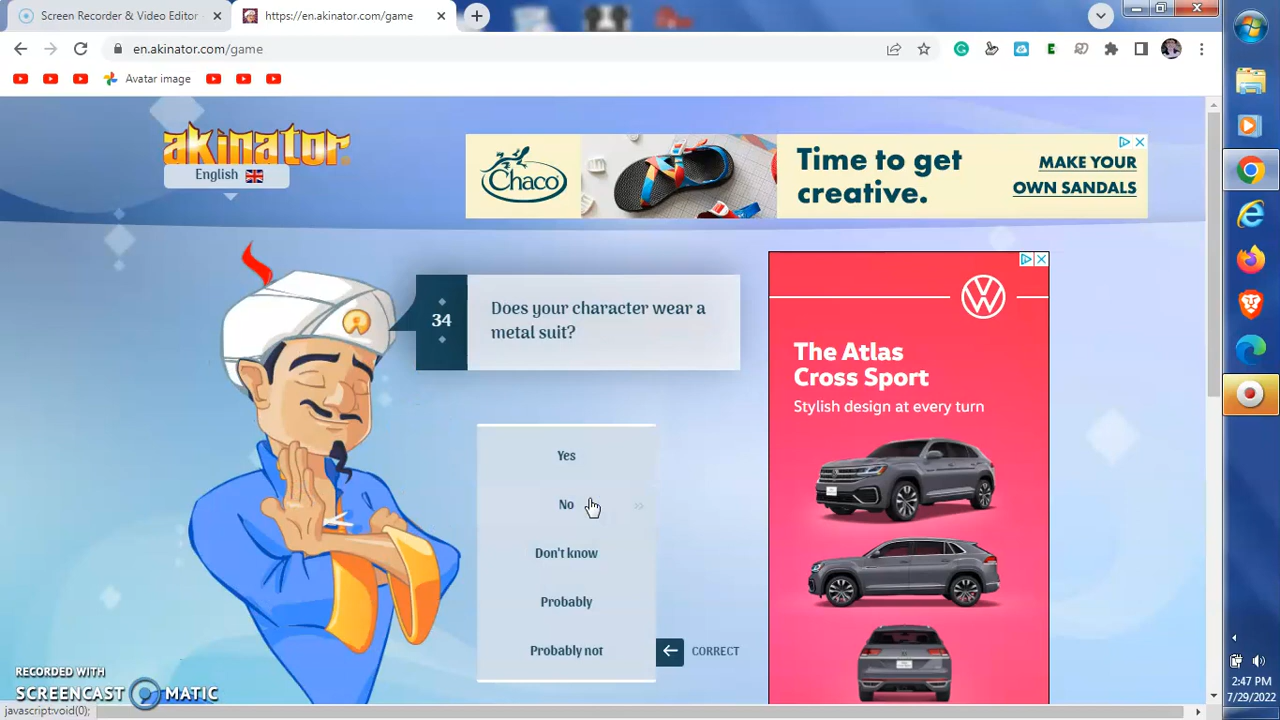 Screen Recorder & Video Editor -
https://en.akinator.com/game
en.akinator.com/game
Avatar image
akinator
English
Chaco
Time to get
creative.
MAKE YOUR
OWN SANDALS
34
Does your character wear a
metal suit?
Yes
No
Don't know
Probably
Probably not
CORRECT
The Atlas
Cross Sport
Stylish design at every turn
RECORDED WITH
SCREENCAST MATIC
javascript:void(0);
2:47 PM
7/29/2022